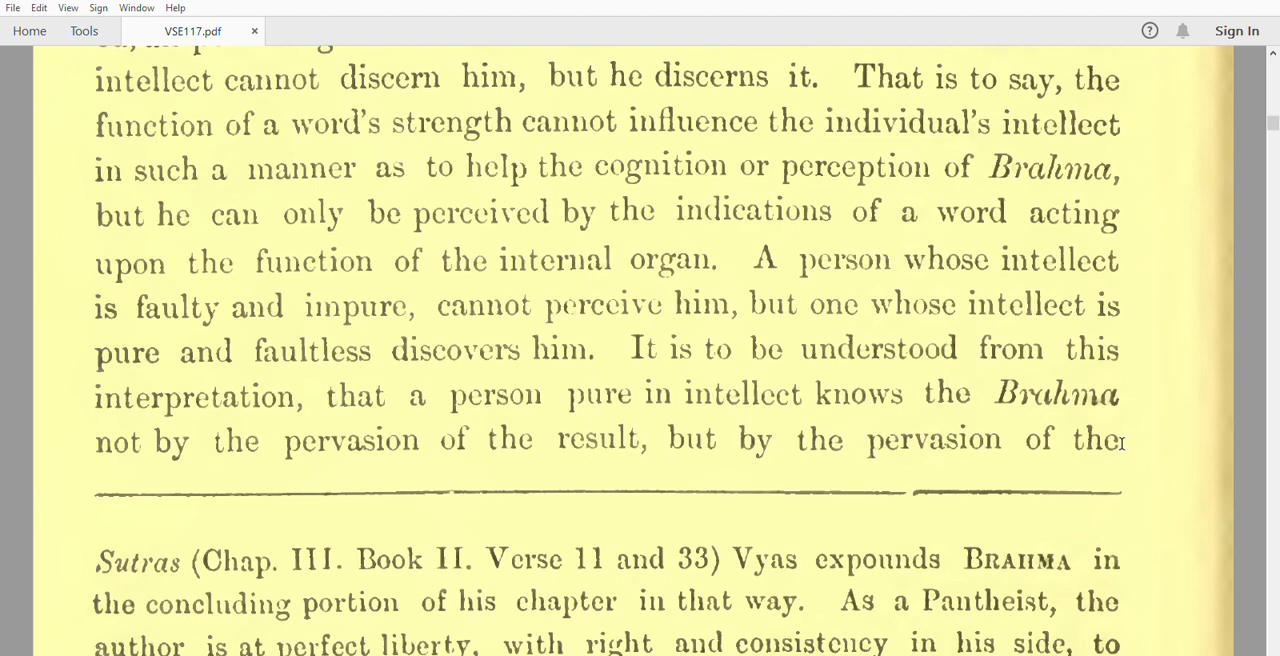 File Edit View Sign Window Help
Home Tools VSE117.pdf × ? Sign In
intellect cannot discern him, but he discerns it. That is to say, the
function of a word's strength cannot influence the individual's intellect
in such a manner as to help the cognition or perception of Brahma,
but he can only be perceived by the indications of a word acting
upon the function of the internal organ. A person whose intellect
is faulty and impure, cannot perceive him, but one whose intellect is
pure and faultless discovers him. It is to be understood from this
interpretation, that a person pure in intellect knows the Brahma
not by the pervasion of the result, but by the pervasion of the
Sutras (Chap. III. Book II. Verse 11 and 33) Vyas expounds BRAHMA in
the concluding portion of his chapter in that way. As a Pantheist, the
author is at perfect liberty, with right and consistency in his side, to